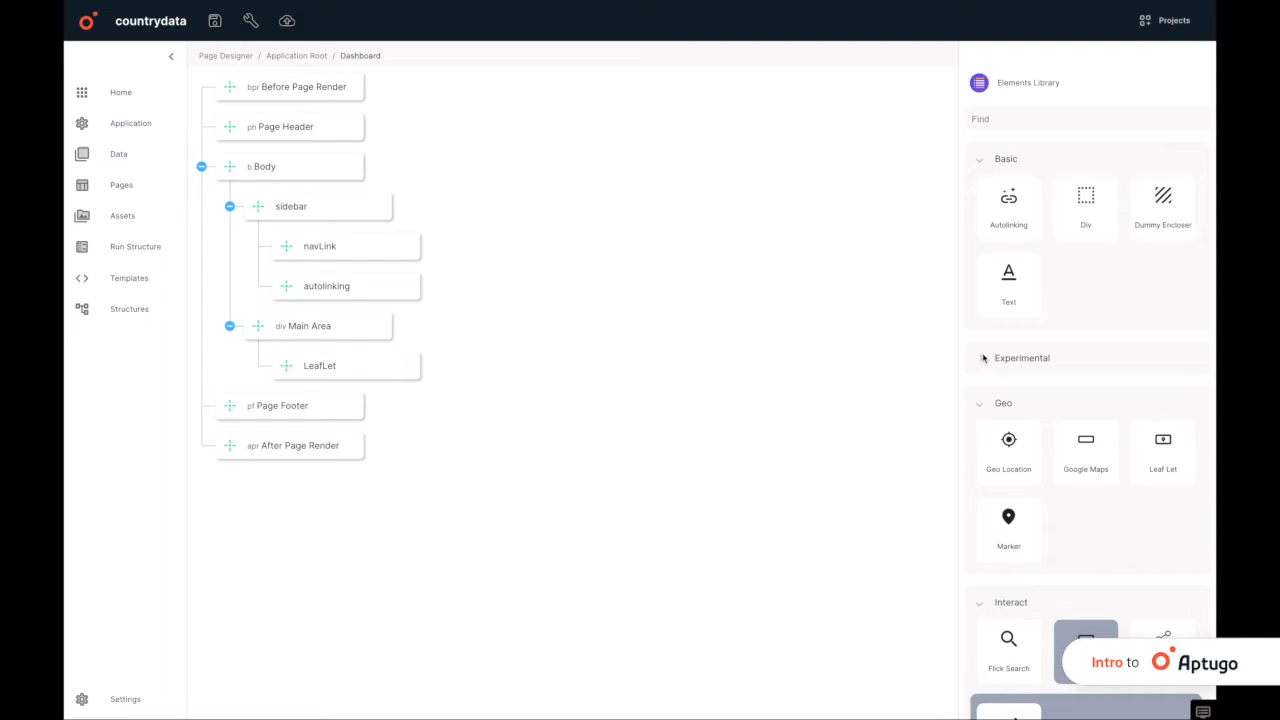 countrydata
Projects
Page Designer / Application Root / Dashboard
Home
Application
Data
Pages
Assets
Run Structure
Templates
Structures
Settings
bpr Before Page Render
ph Page Header
b Body
sidebar
navLink
autolinking
div Main Area
LeafLet
pf Page Footer
apr After Page Render
Elements Library
Find
Basic
Autolinking
Div
Dummy Encloser
Text
Experimental
Geo
Geo Location
Google Maps
Leaf Let
Marker
Interact
Flick Search
Intro to Aptugo